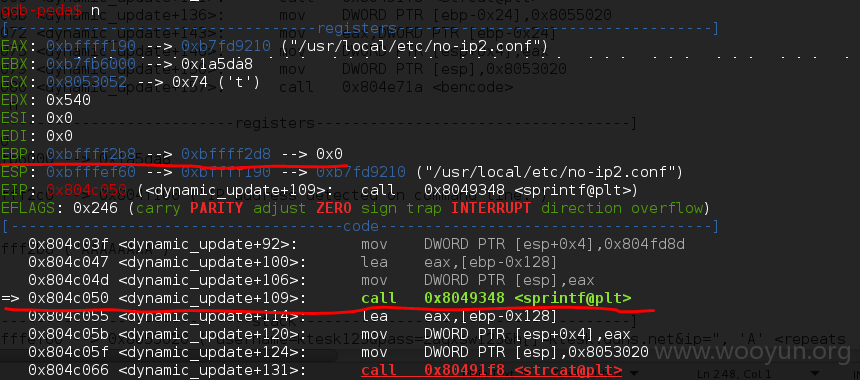 gdb-peda$ n
[----------------------------------registers-----------------------------------]
EAX: 0xbffff190 --> 0xb7fd9210 ("/usr/local/etc/no-ip2.conf")
EBX: 0xb7fb6000 --> 0x1a5da8
ECX: 0x8053052 --> 0x74 ('t')
EDX: 0x540
ESI: 0x0
EDI: 0x0
EBP: 0xbffff2b8 --> 0xbffff2d8 --> 0x0
ESP: 0xbfffef60 --> 0xbffff190 --> 0xb7fd9210 ("/usr/local/etc/no-ip2.conf")
EIP: 0x804c050 (<dynamic_update+109>: call 0x8049348 <sprintf@plt>)
EFLAGS: 0x246 (carry PARITY adjust ZERO sign trap INTERRUPT direction overflow)
[-------------------------------------code-------------------------------------]
0x804c03f <dynamic_update+92>: mov DWORD PTR [esp+0x4],0x804fd8d
0x804c047 <dynamic_update+100>: lea eax,[ebp-0x128]
0x804c04d <dynamic_update+106>: mov DWORD PTR [esp],eax
=> 0x804c050 <dynamic_update+109>: call 0x8049348 <sprintf@plt>
0x804c055 <dynamic_update+114>: lea eax,[ebp-0x128]
0x804c05b <dynamic_update+120>: mov DWORD PTR [esp+0x4],eax
0x804c05f <dynamic_update+124>: mov DWORD PTR [esp],0x8053020
0x804c066 <dynamic_update+131>: call 0x80491f8 <strcat@plt>
www.wooyun.org
Ln 248, Col 1